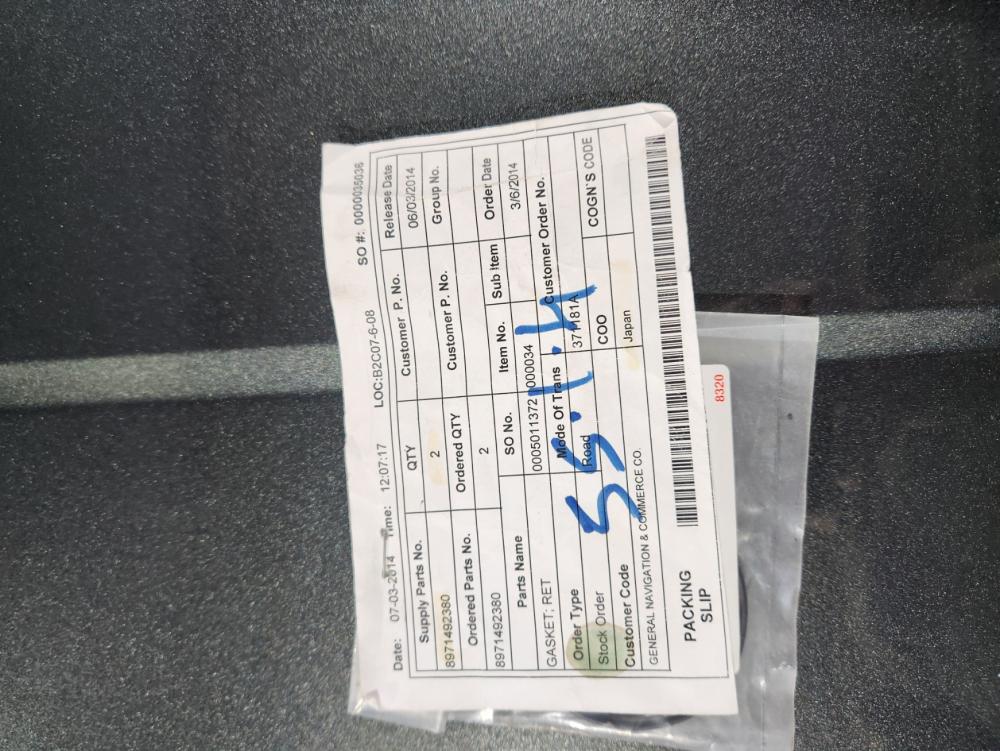 SO #: 0000035036
Date: 07-03-2014 Time: 12:07:17 LOC:B2C07-6-08
Supply Parts No. QTY Customer P. No. Release Date
8971492380 2 06/03/2014
Ordered Parts No. Ordered QTY Customer P. No. Group No.
8971492380 2
Parts Name SO No. Item No. Sub Item Order Date
GASKET; RET 0005011372 000034 3/6/2014
Order Type Mode Of Trans Customer Order No.
Stock Order Road 371181A
Customer Code COO COGN'S CODE
GENERAL NAVIGATION & COMMERCE CO. Japan
55.1.4
PACKING
SLIP
8320